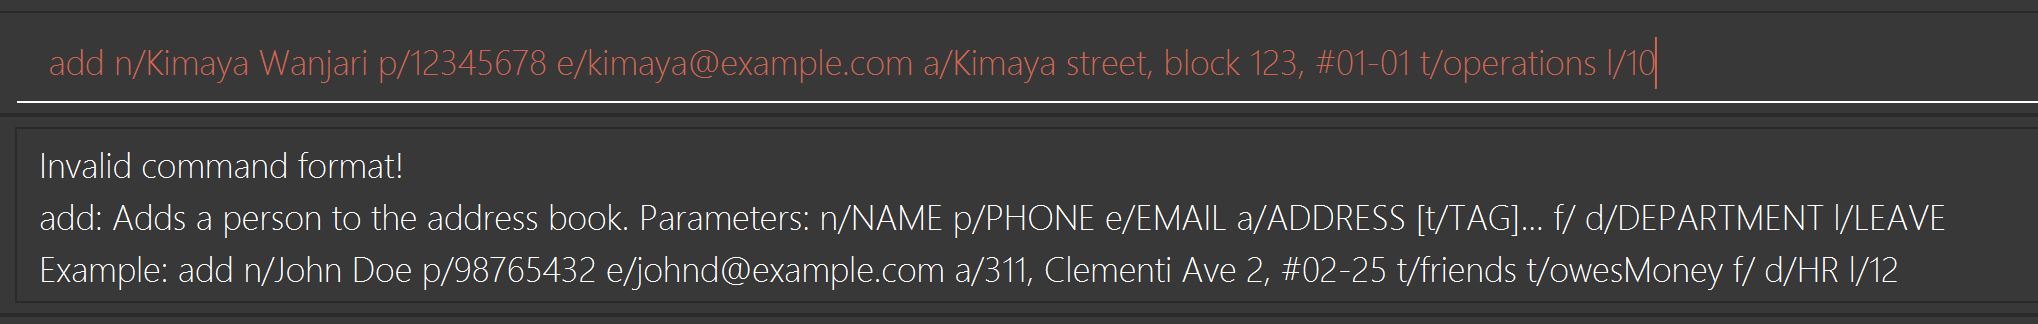 add n/Kimaya Wanjari p/12345678 e/kimaya@example.com a/Kimaya street, block 123, #01-01 t/operations l/10
Invalid command format!
add: Adds a person to the address book. Parameters: n/NAME p/PHONE e/EMAIL a/ADDRESS [t/TAG]... f/ d/DEPARTMENT l/LEAVE
Example: add n/John Doe p/98765432 e/johnd@example.com a/311, Clementi Ave 2, #02-25 t/friends t/owesMoney f/ d/HR l/12